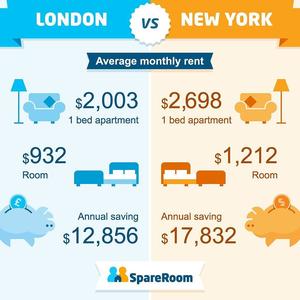 LONDON VS NEW YORK
Average monthly rent
$2,003 $2,698
1 bed apartment 1 bed apartment
$932 $1,212
Room Room
Annual saving Annual saving
£ $
$12,856 $17,832
SpareRoom